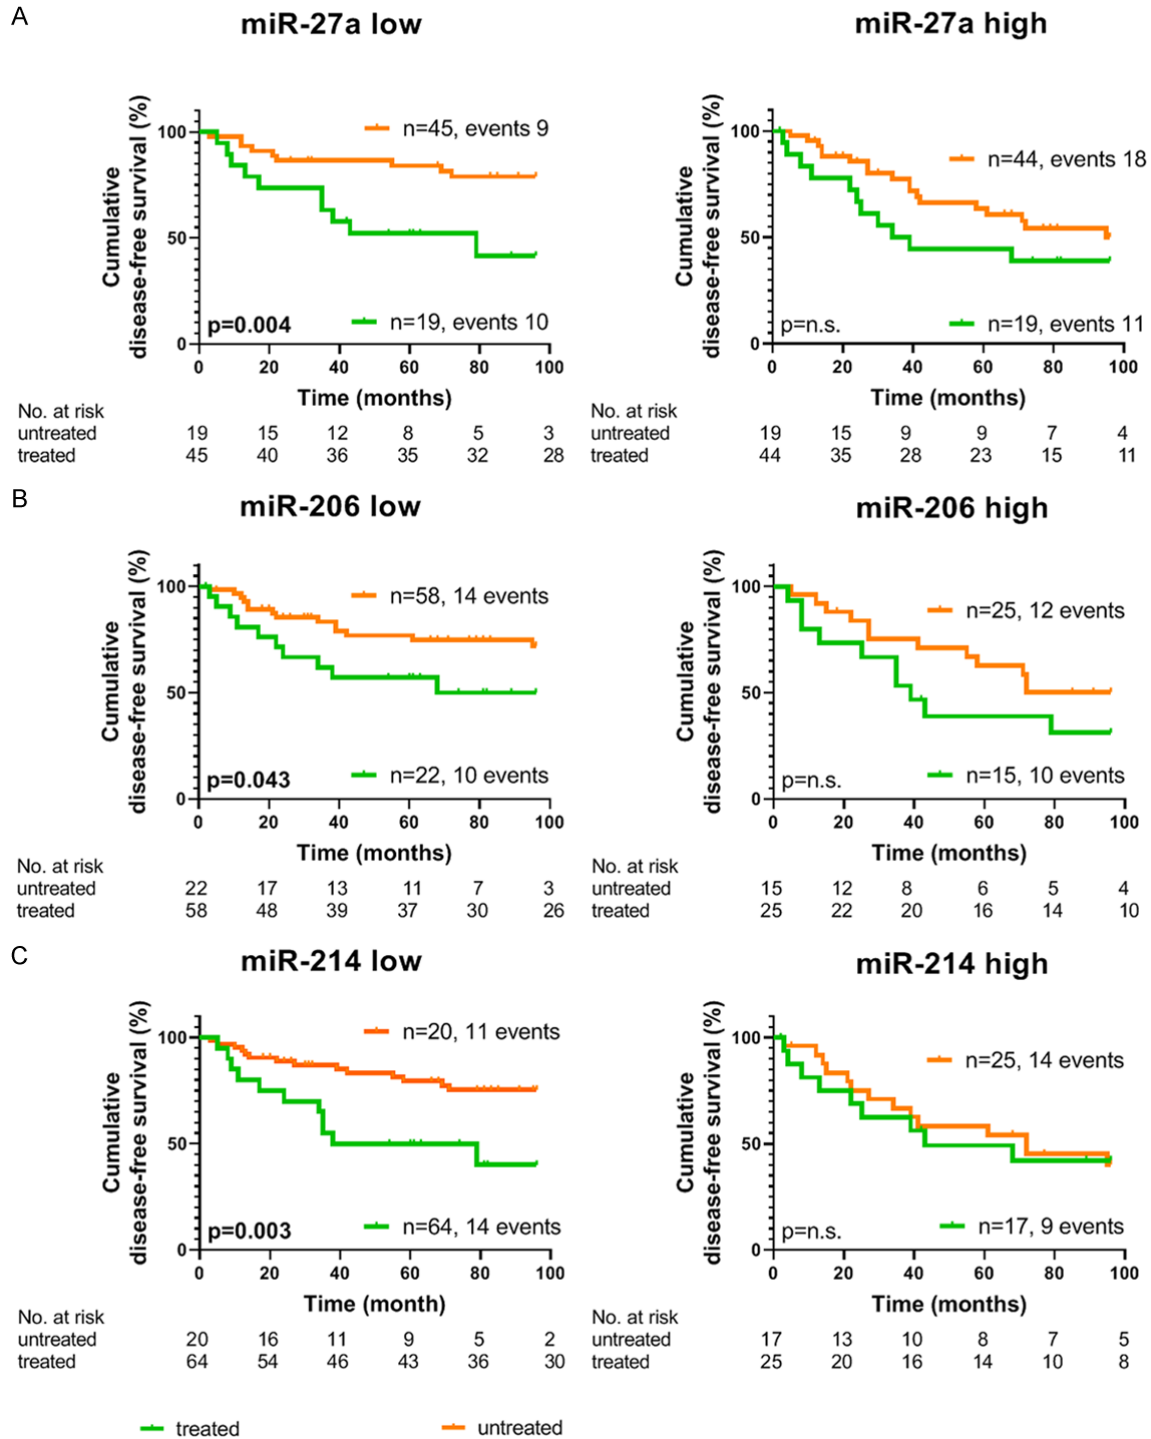 A
miR-27a low
miR-27a high
Cumulative
disease-free survival (%)
100
50
0
n=45, events 9
n=19, events 10
p=0.004
0 20 40 60 80 100
Time (months)
No. at risk
untreated 19 15 12 8 5 3
treated 45 40 36 35 32 28
Cumulative
disease-free survival (%)
100
50
0
n=44, events 18
n=19, events 11
p=n.s.
0 20 40 60 80 100
Time (months)
No. at risk
untreated 19 15 9 9 7 4
treated 44 35 28 23 15 11
B
miR-206 low
miR-206 high
Cumulative
disease-free survival (%)
100
50
0
n=58, 14 events
n=22, 10 events
p=0.043
0 20 40 60 80 100
Time (months)
No. at risk
untreated 22 17 13 11 7 3
treated 58 48 39 37 30 26
Cumulative
disease-free survival (%)
100
50
0
n=25, 12 events
n=15, 10 events
p=n.s.
0 20 40 60 80 100
Time (months)
No. at risk
untreated 15 12 8 6 5 4
treated 25 22 20 16 14 10
C
miR-214 low
miR-214 high
Cumulative
disease-free survival (%)
100
50
0
n=20, 11 events
n=64, 14 events
p=0.003
0 20 40 60 80 100
Time (month)
No. at risk
untreated 20 16 11 9 5 2
treated 64 54 46 43 36 30
Cumulative
disease-free survival (%)
100
50
0
n=25, 14 events
n=17, 9 events
p=n.s.
0 20 40 60 80 100
Time (months)
No. at risk
untreated 17 13 10 8 7 5
treated 25 20 16 14 10 8
treated
untreated